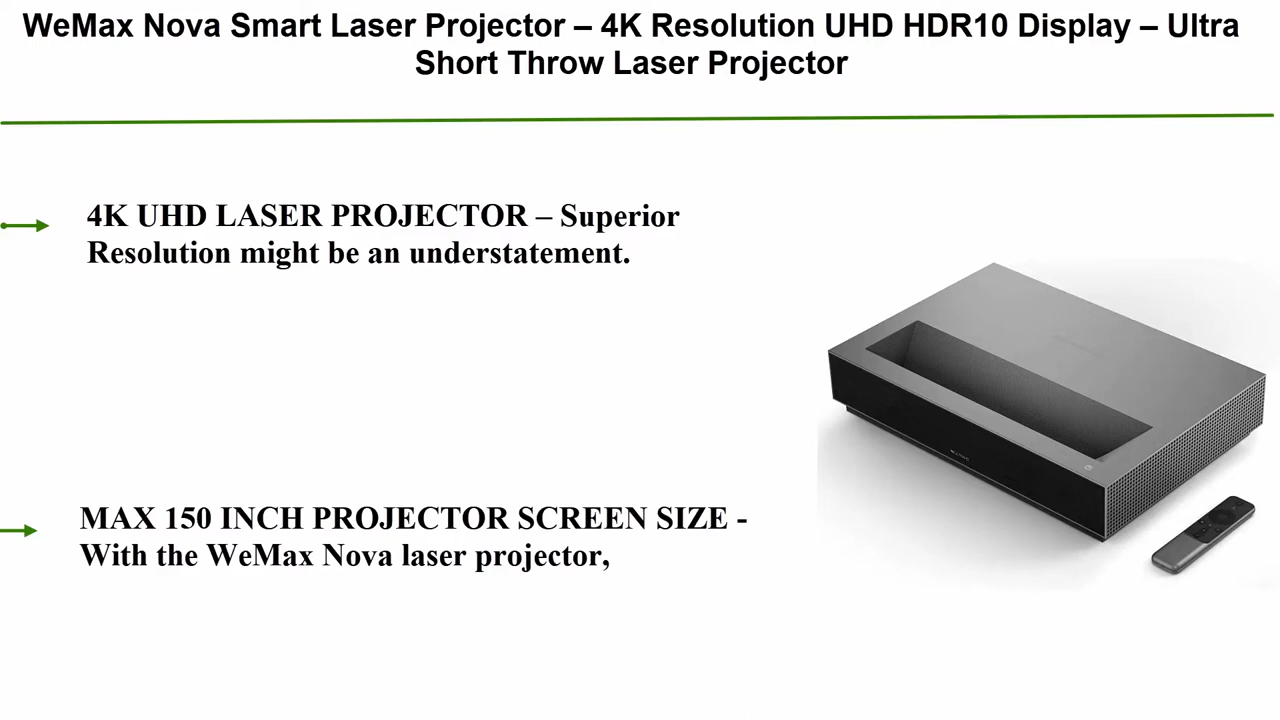 WeMax Nova Smart Laser Projector – 4K Resolution UHD HDR10 Display – Ultra
Short Throw Laser Projector
4K UHD LASER PROJECTOR – Superior
Resolution might be an understatement.
MAX 150 INCH PROJECTOR SCREEN SIZE -
With the WeMax Nova laser projector,